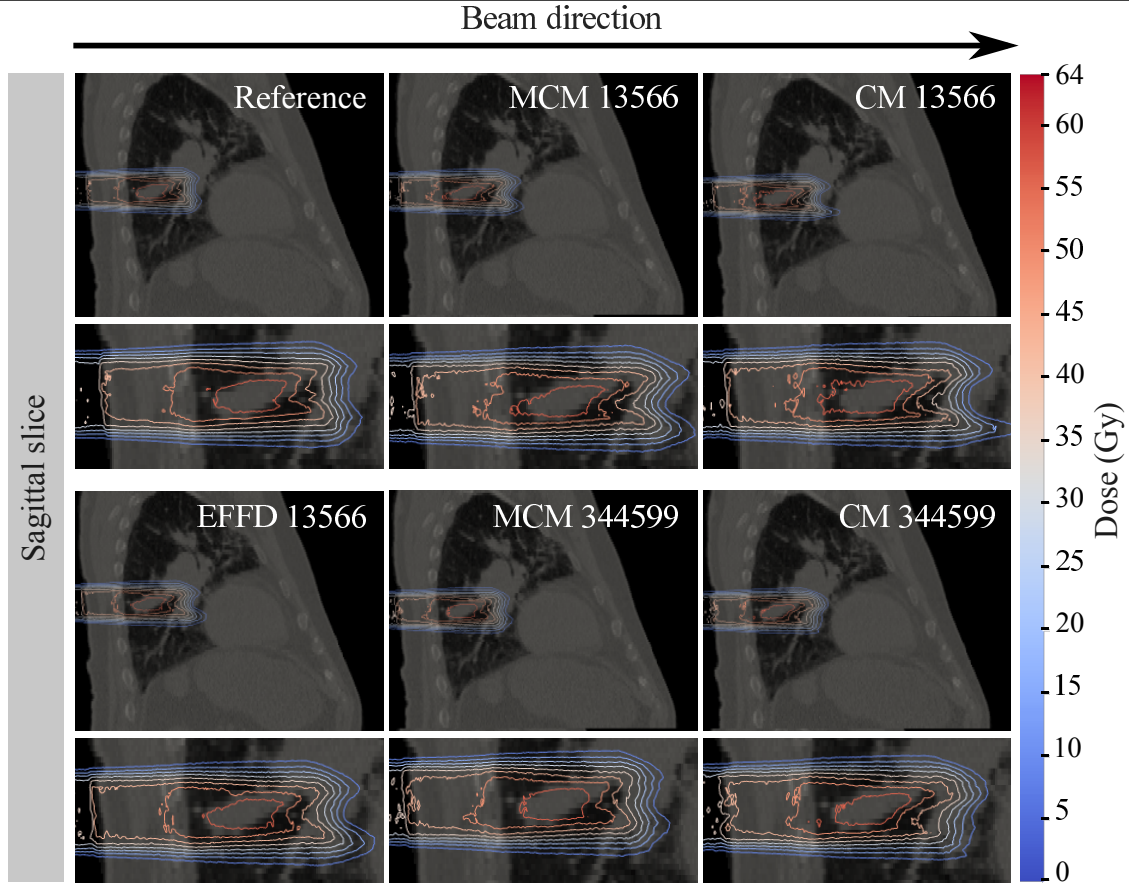 Beam direction
Reference
MCM 13566
CM 13566
EFFD 13566
MCM 344599
CM 344599
Sagittal slice
64
60
55
50
45
40
35
30
25
20
15
10
5
0
Dose (Gy)